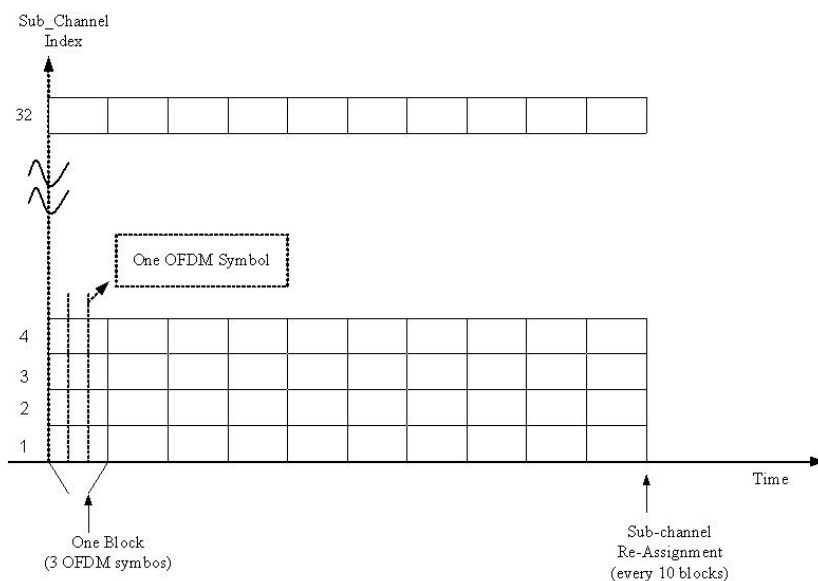 Sub_Channel
Index
32
One OFDM Symbol
4
3
2
1
Time
One Block
(3 OFDM symbos)
Sub-channel
Re-Assignment
(every 10 blocks)